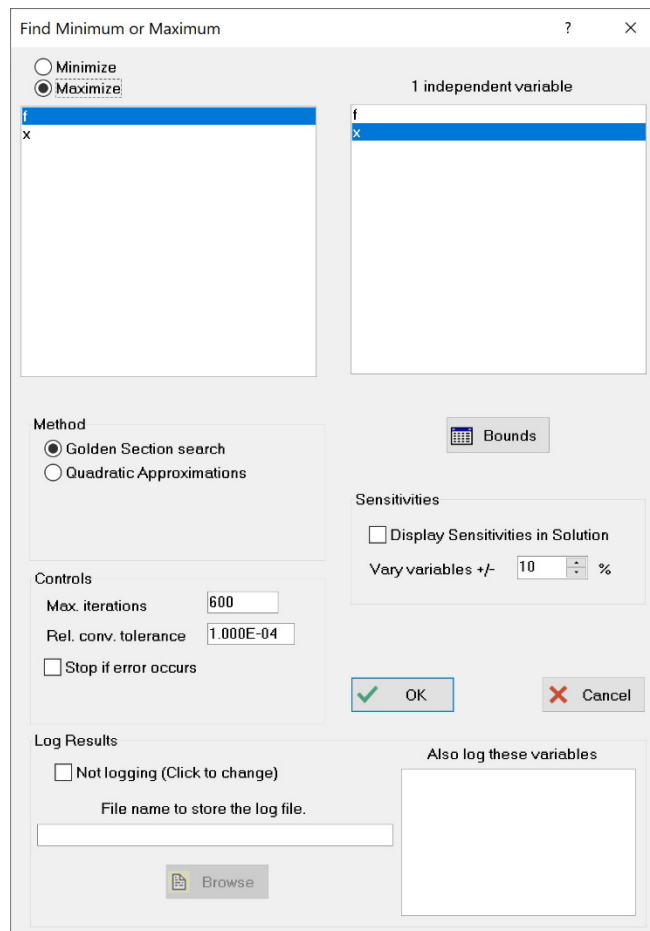 Find Minimum or Maximum
?
Minimize
Maximize
1 independent variable
f
x
f
x
Method
Golden Section search
Quadratic Approximations
Bounds
Sensitivities
Display Sensitivities in Solution
Vary variables +/- 10 %
Controls
Max. iterations 600
Rel. conv. tolerance 1.000E-04
Stop if error occurs
OK
Cancel
Log Results
Not logging (Click to change)
Also log these variables
File name to store the log file.
Browse